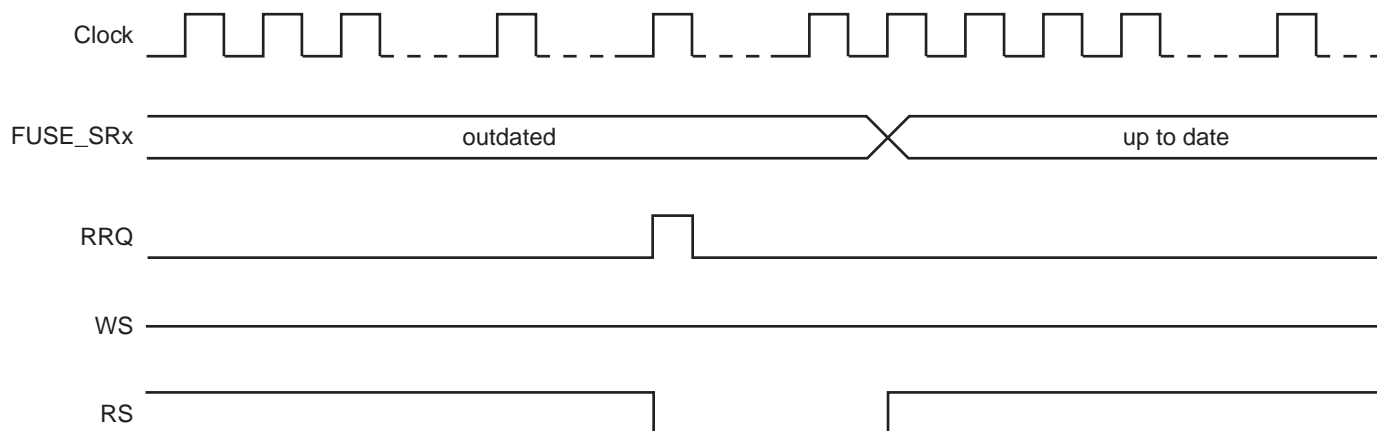 Clock
FUSE_SRx
outdated
up to date
RRQ
WS
RS